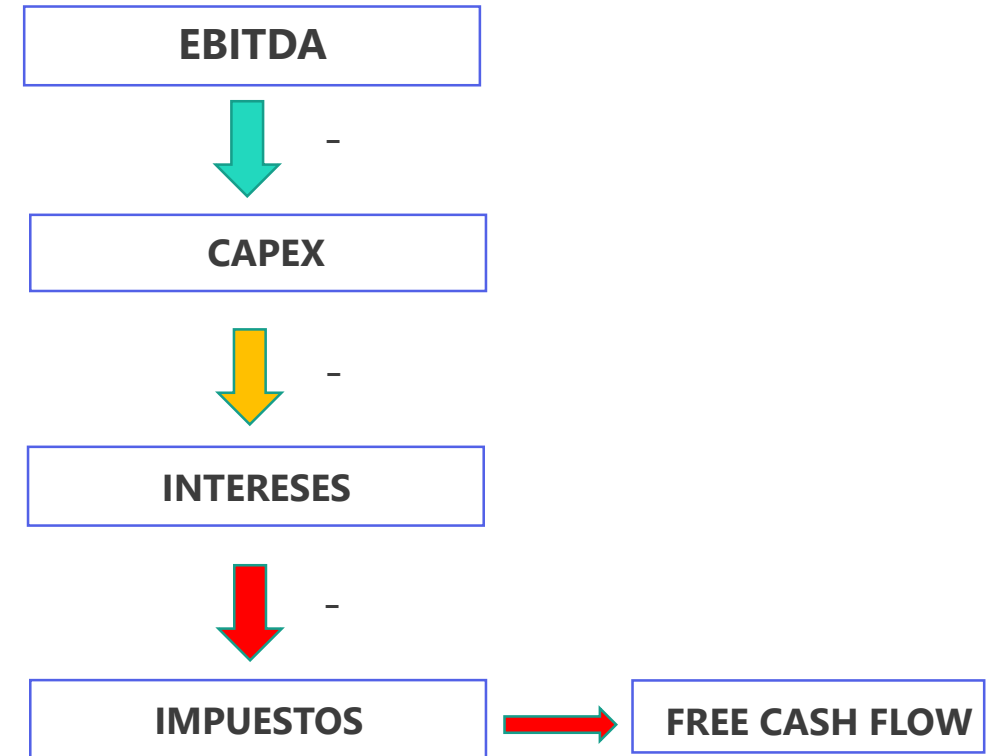 EBITDA
-
CAPEX
-
INTERESES
-
IMPUESTOS
FREE CASH FLOW